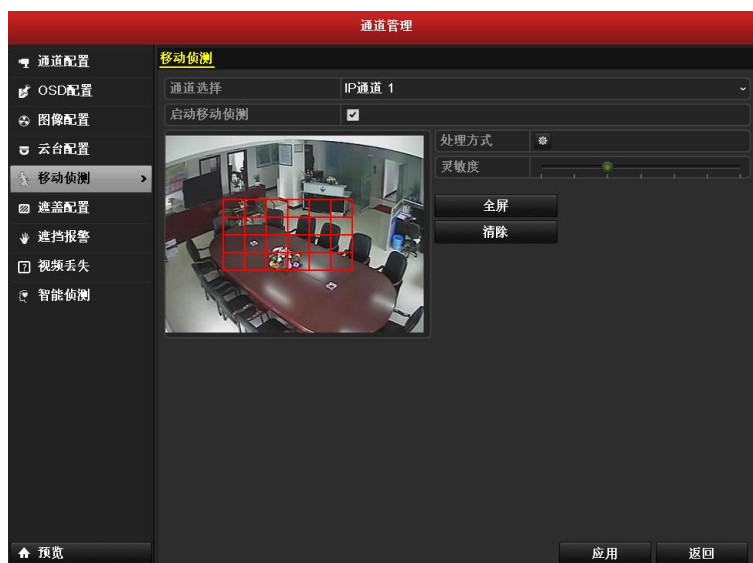 通道管理
通道配置
OSD配置
图像配置
云台配置
移动侦测
遮盖配置
遮挡报警
视频丢失
智能侦测
预览
移动侦测
通道选择 IP通道 1
启动移动侦测
处理方式
灵敏度
全屏
清除
应用 返回